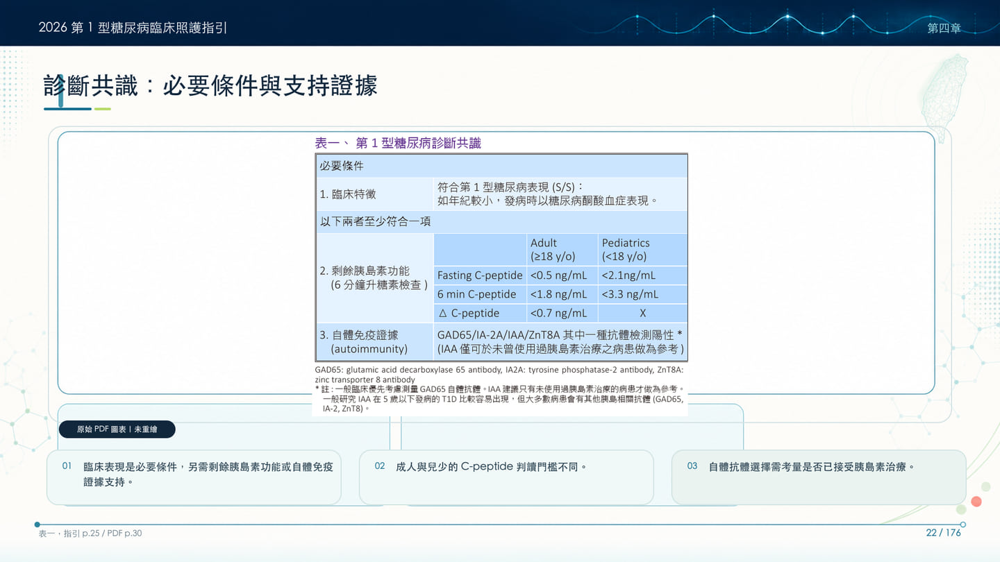 2026 第 1 型糖尿病臨床照護指引
第四章
診斷共識：必要條件與支持證據
表一、 第 1 型糖尿病診斷共識
必要條件
1. 臨床特徵
符合第 1 型糖尿病表現 (S/S)：
如年紀較小，發病時以糖尿病酮酸血症表現。
以下兩者至少符合一項
2. 剩餘胰島素功能
(6 分鐘升糖素檢查 )
Adult
(≥18 y/o)
Pediatrics
(<18 y/o)
Fasting C-peptide <0.5 ng/mL <2.1ng/mL
6 min C-peptide <1.8 ng/mL <3.3 ng/mL
△ C-peptide <0.7 ng/mL X
3. 自體免疫證據
(autoimmunity)
GAD65/IA-2A/IAA/ZnT8A 其中一種抗體檢測陽性 *
(IAA 僅可於未曾使用過胰島素治療之病患做為參考 )
GAD65: glutamic acid decarboxylase 65 antibody, IA2A: tyrosine phosphatase-2 antibody, ZnT8A:
zinc transporter 8 antibody
* 註 : 一般臨床優先考慮測量 GAD65 自體抗體。IAA 建議只有未使用過胰島素治療的病患才做為參考。
一般研究 IAA 在 5 歲以下發病的 T1D 比較容易出現，但大多數病患會有其他胰島相關抗體 (GAD65,
IA-2, ZnT8)。
原始 PDF 圖表｜未重繪
01 臨床表現是必要條件，另需剩餘胰島素功能或自體免疫
證據支持。
02 成人與兒少的 C-peptide 判讀門檻不同。
03 自體抗體選擇需考量是否已接受胰島素治療。
表一，指引 p.25 / PDF p.30
22 / 176